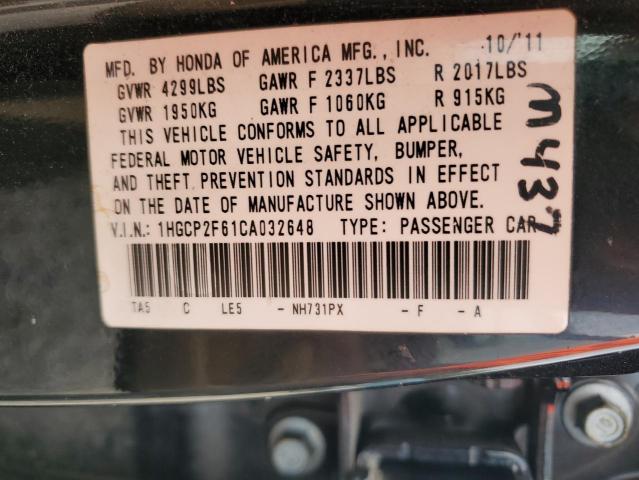 MFD. BY HONDA OF AMERICA MFG., INC. 10/'11
GVWR 4299LBS GAWR F 2337LBS R 2017LBS
GVWR 1950KG GAWR F 1060KG R 915KG
THIS VEHICLE CONFORMS TO ALL APPLICABLE
FEDERAL MOTOR VEHICLE SAFETY, BUMPER,
AND THEFT PREVENTION STANDARDS IN EFFECT
ON THE DATE OF MANUFACTURE SHOWN ABOVE.
V.I.N.: 1HGCP2F61CA032648 TYPE: PASSENGER CAR
TA5 C LE5 - NH731PX - F - A
M437